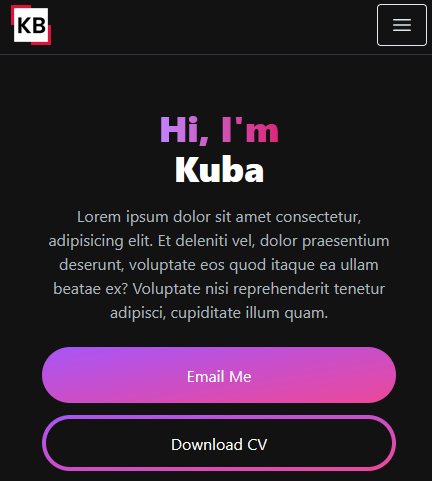 KB
Hi, I'm
Kuba
Lorem ipsum dolor sit amet consectetur,
adipisicing elit. Et deleniti vel, dolor praesentium
deserunt, voluptate eos quod itaque ea ullam
beatae ex? Voluptate nisi reprehenderit tenetur
adipisci, cupiditate illum quam.
Email Me
Download CV